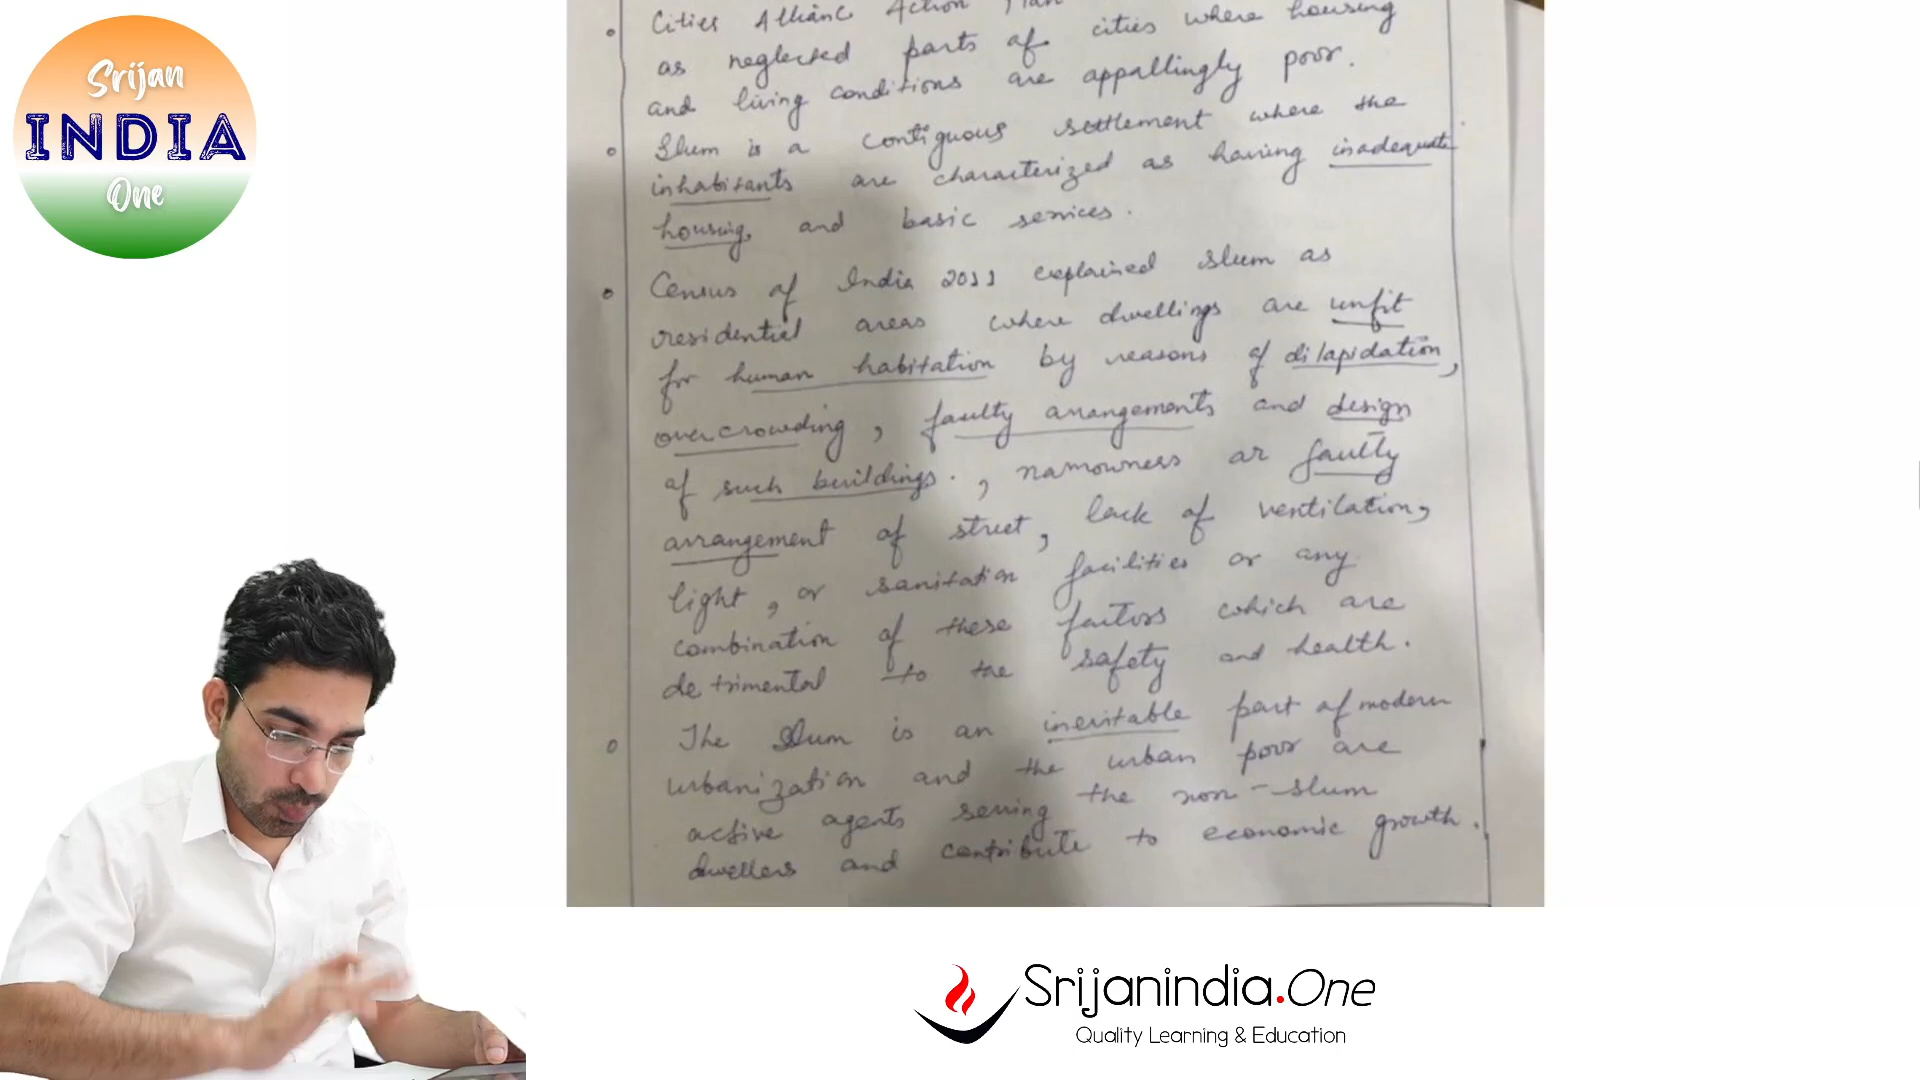 Srijan
INDIA
One
Cities Alliance Action Plan
as neglected parts of cities where housing
and living conditions are appallingly poor.
Slum is a contiguous settlement where the
inhabitants are characterized as having inadequate
housing, and basic services.
Census of India 2011 explained slum as
residential areas where dwellings are unfit
for human habitation by reasons of dilapidation,
overcrowding, faulty arangements and design
of such buildings., narrowness or faulty
arrangement of street, lack of ventilation,
light, or sanitation facilities or any
combination of these factors which are
detrimental to the safety and health.
The Slum is an inevitable part of modern
urbanization and the urban poor are
active agents serving the non-slum
dwellers and contribute to economic growth.
Srijanindia.One
Quality Learning & Education